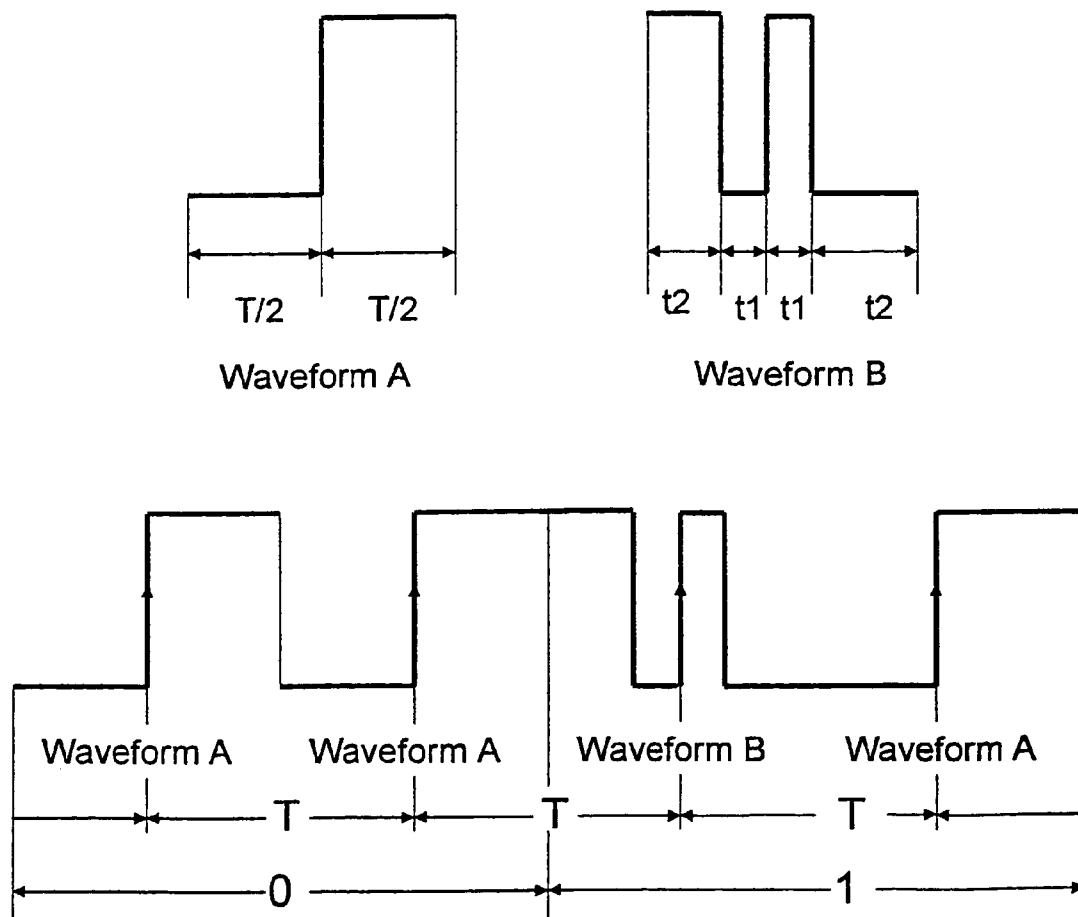 T/2 T/2
t2 t1 t1 t2
Waveform A
Waveform B
Waveform A Waveform A Waveform B Waveform A
T T T
0 1